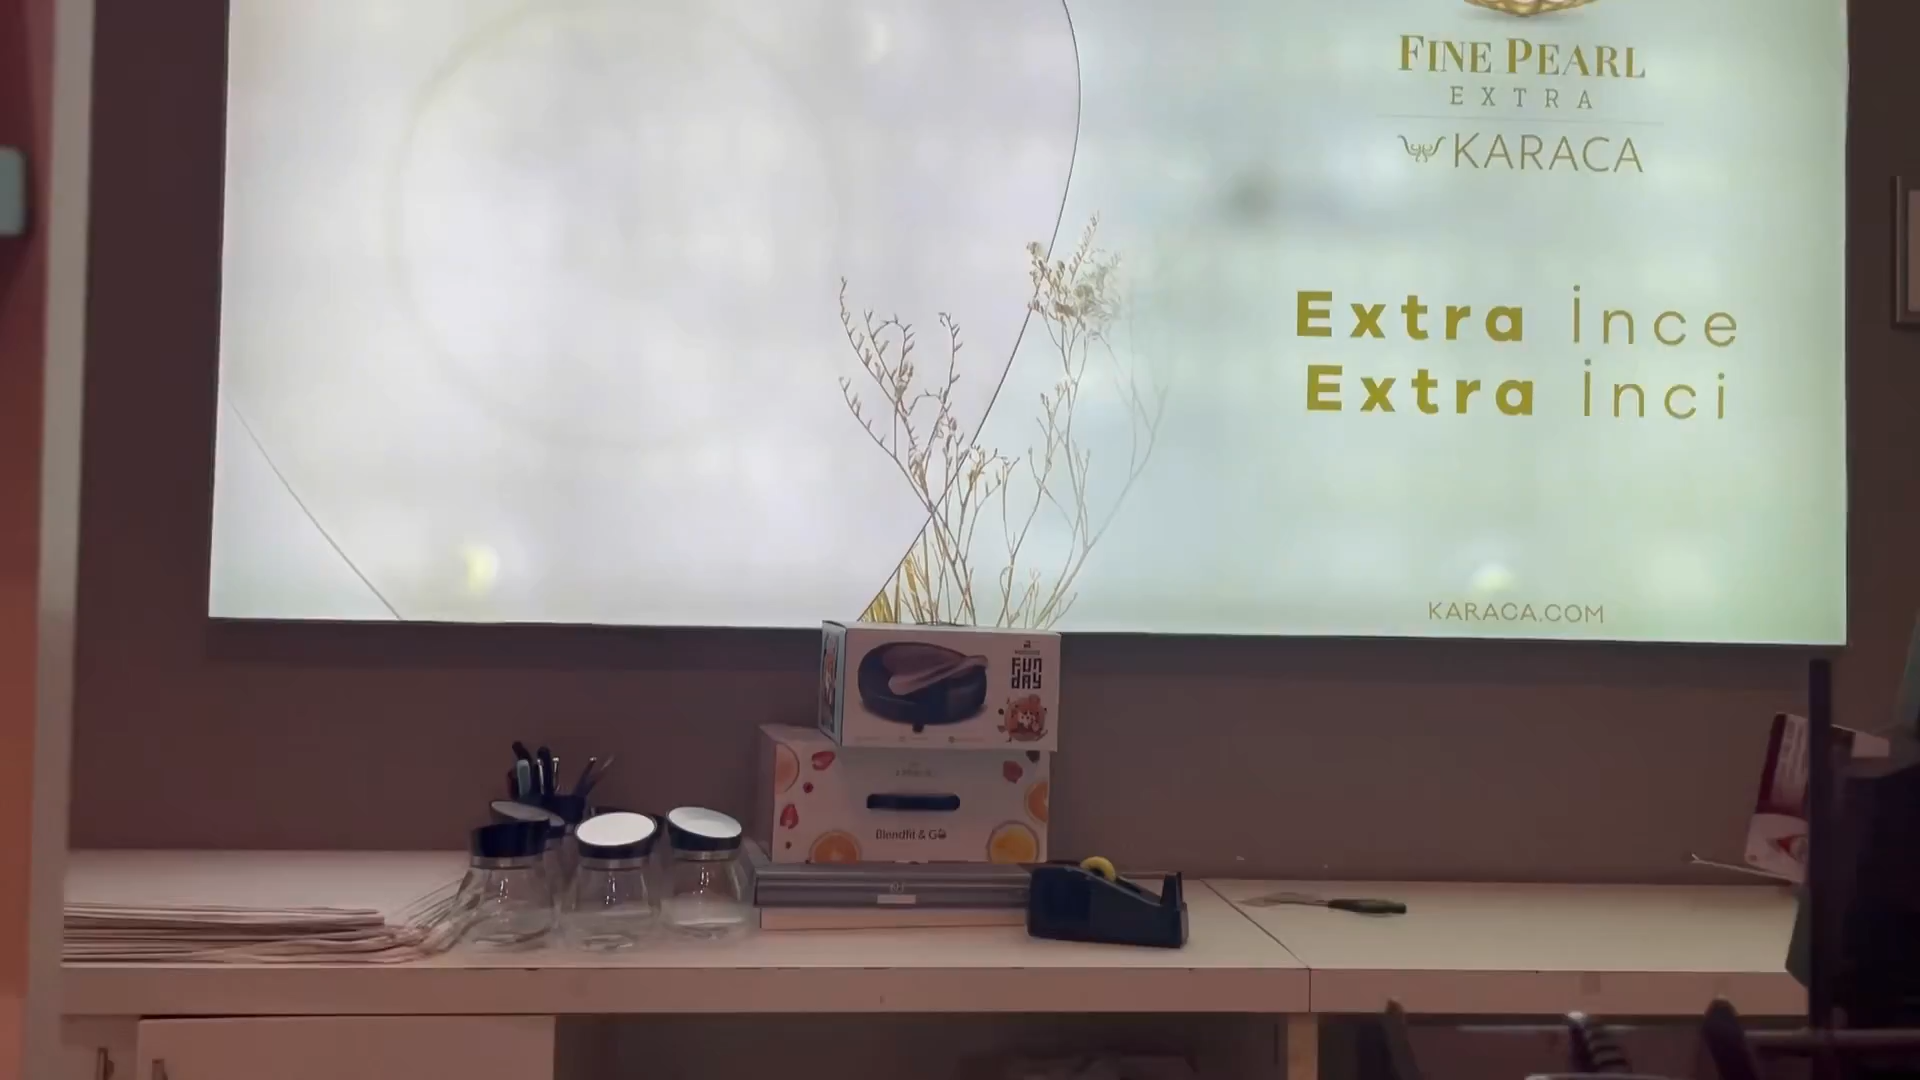 FINE PEARL
EXTRA
KARACA
Extra İnce
Extra İnci
KARACA.COM
FUN
DAY
Blendfit & Go